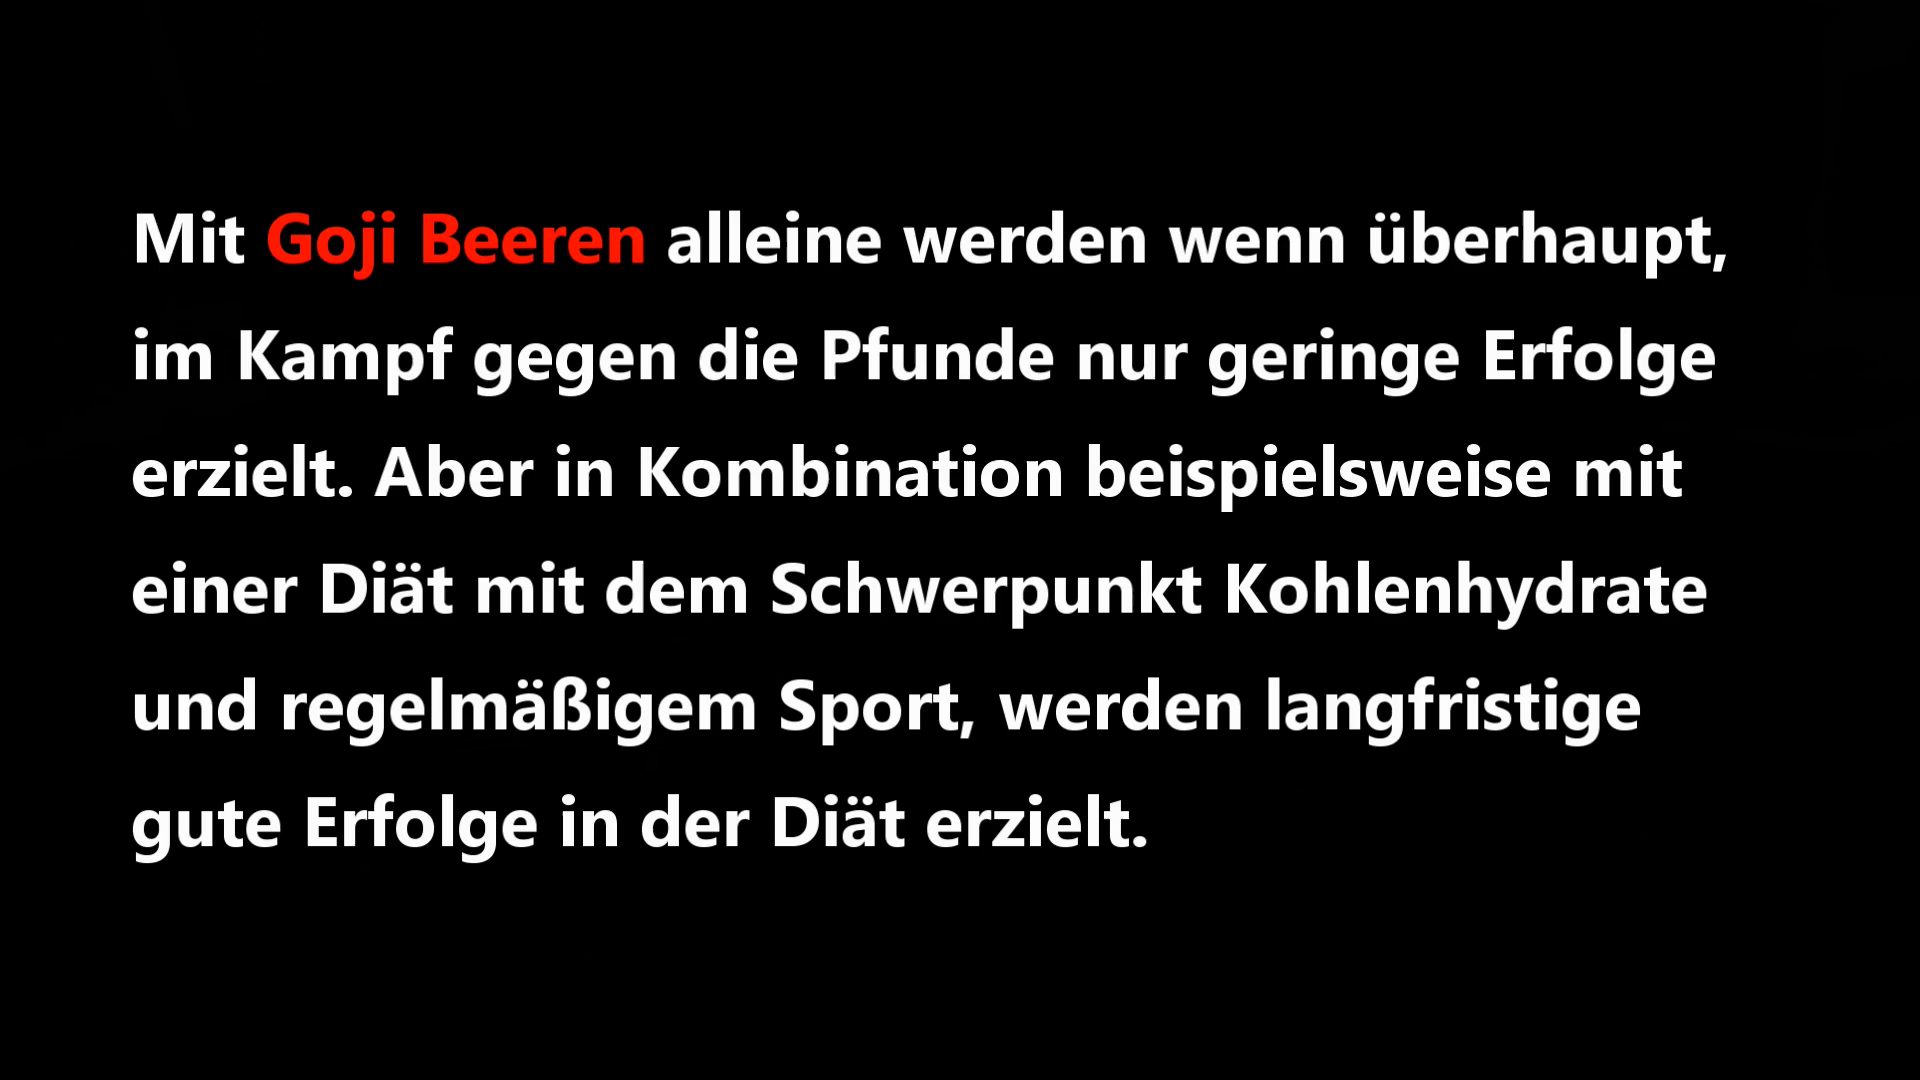 Mit Goji Beeren alleine werden wenn überhaupt,
im Kampf gegen die Pfunde nur geringe Erfolge
erzielt. Aber in Kombination beispielsweise mit
einer Diät mit dem Schwerpunkt Kohlenhydrate
und regelmäßigem Sport, werden langfristige
gute Erfolge in der Diät erzielt.